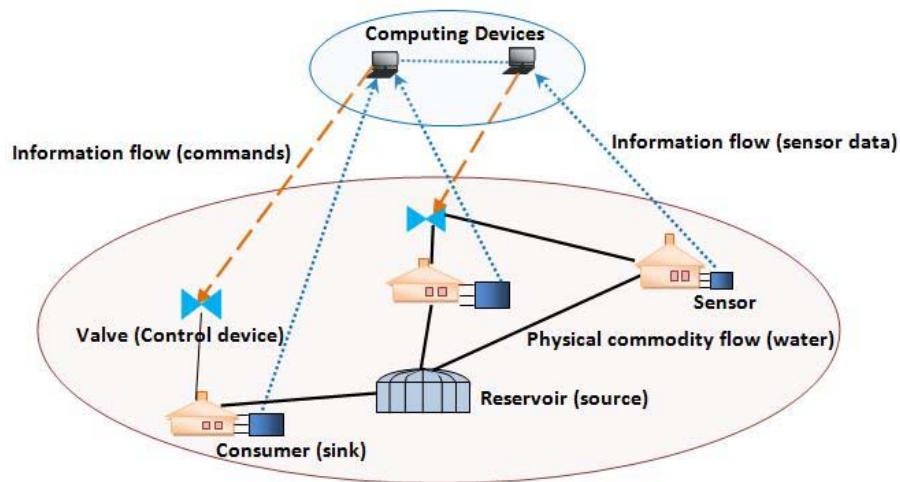 Computing Devices
Information flow (commands)
Information flow (sensor data)
Sensor
Valve (Control device)
Physical commodity flow (water)
Reservoir (source)
Consumer (sink)